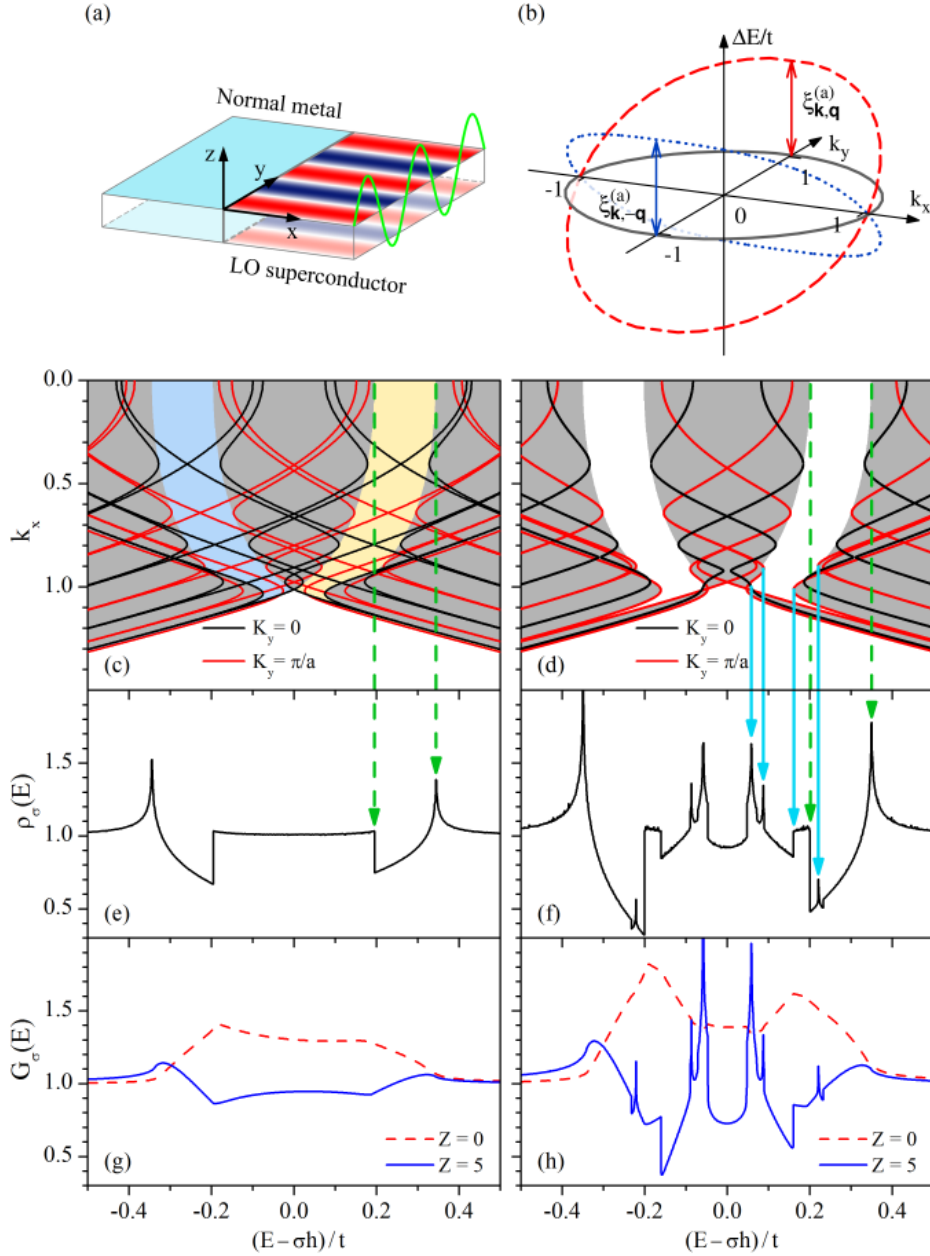 (a)
Normal metal
z
y
x
LO superconductor
(b)
ΔE/t
ξ(a)k,q
ky
-1
1
kx
ξ(a)k,-q
0
1
-1
0.0
0.5
1.0
kx
Ky = 0
Ky = π/a
(c)
Ky = 0
Ky = π/a
(d)
1.5
1.0
0.5
ρσ(E)
(e)
(f)
1.5
1.0
0.5
Gσ(E)
Z = 0
Z = 5
(g)
Z = 0
Z = 5
(h)
-0.4 -0.2 0.0 0.2 0.4
-0.4 -0.2 0.0 0.2 0.4
(E − σh) / t
(E − σh) / t